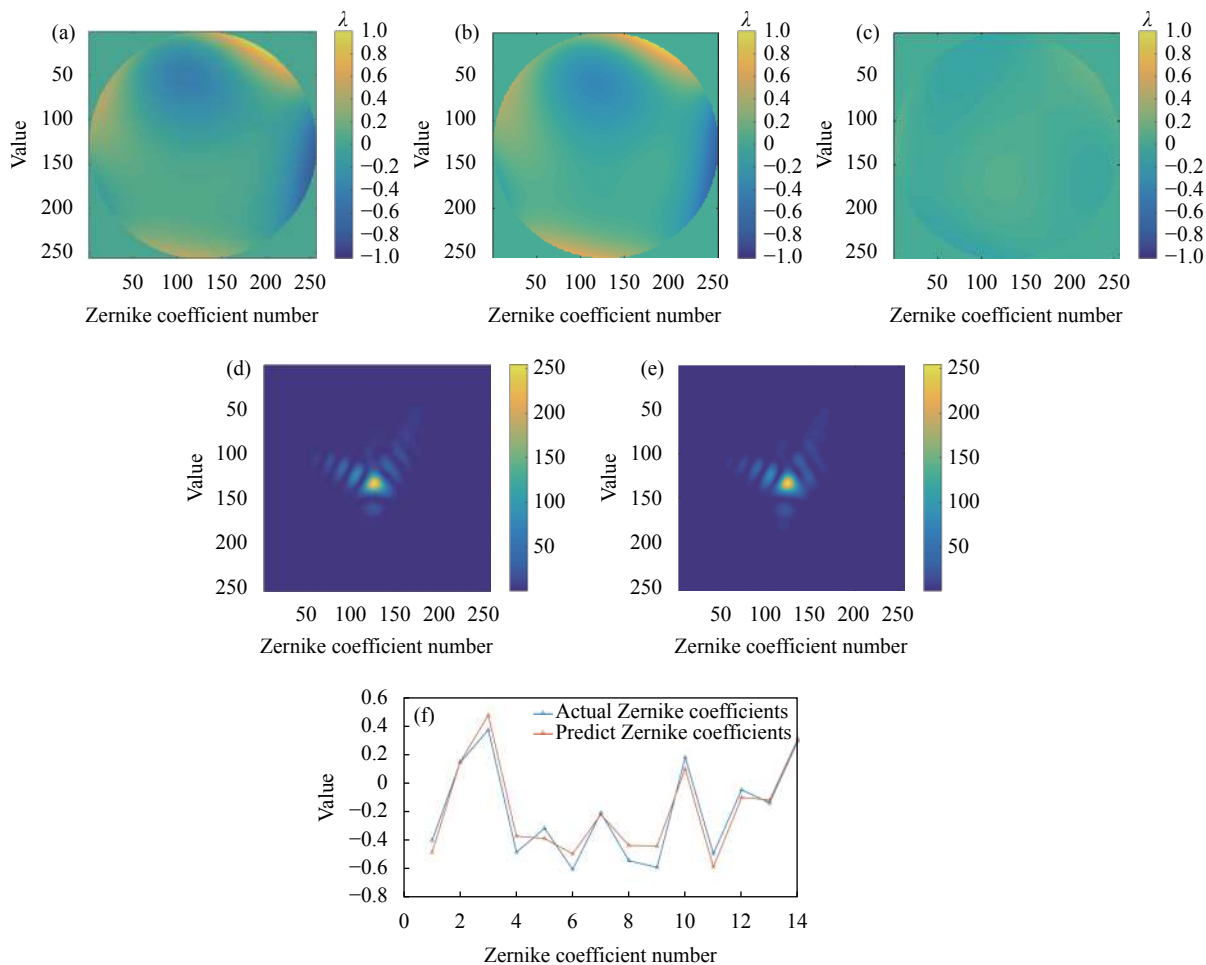 (a)
λ
1.0
0.8
0.6
0.4
0.2
0
−0.2
−0.4
−0.6
−0.8
−1.0
50
100
150
200
250
Value
50 100 150 200 250
Zernike coefficient number
(b)
λ
1.0
0.8
0.6
0.4
0.2
0
−0.2
−0.4
−0.6
−0.8
−1.0
50
100
150
200
250
Value
50 100 150 200 250
Zernike coefficient number
(c)
λ
1.0
0.8
0.6
0.4
0.2
0
−0.2
−0.4
−0.6
−0.8
−1.0
50
100
150
200
250
Value
50 100 150 200 250
Zernike coefficient number
(d)
250
200
150
100
50
50
100
150
200
250
Value
50 100 150 200 250
Zernike coefficient number
(e)
250
200
150
100
50
50
100
150
200
250
Value
50 100 150 200 250
Zernike coefficient number
(f)
Actual Zernike coefficients
Predict Zernike coefficients
0.6
0.4
0.2
0
−0.2
−0.4
−0.6
−0.8
Value
0 2 4 6 8 10 12 14
Zernike coefficient number